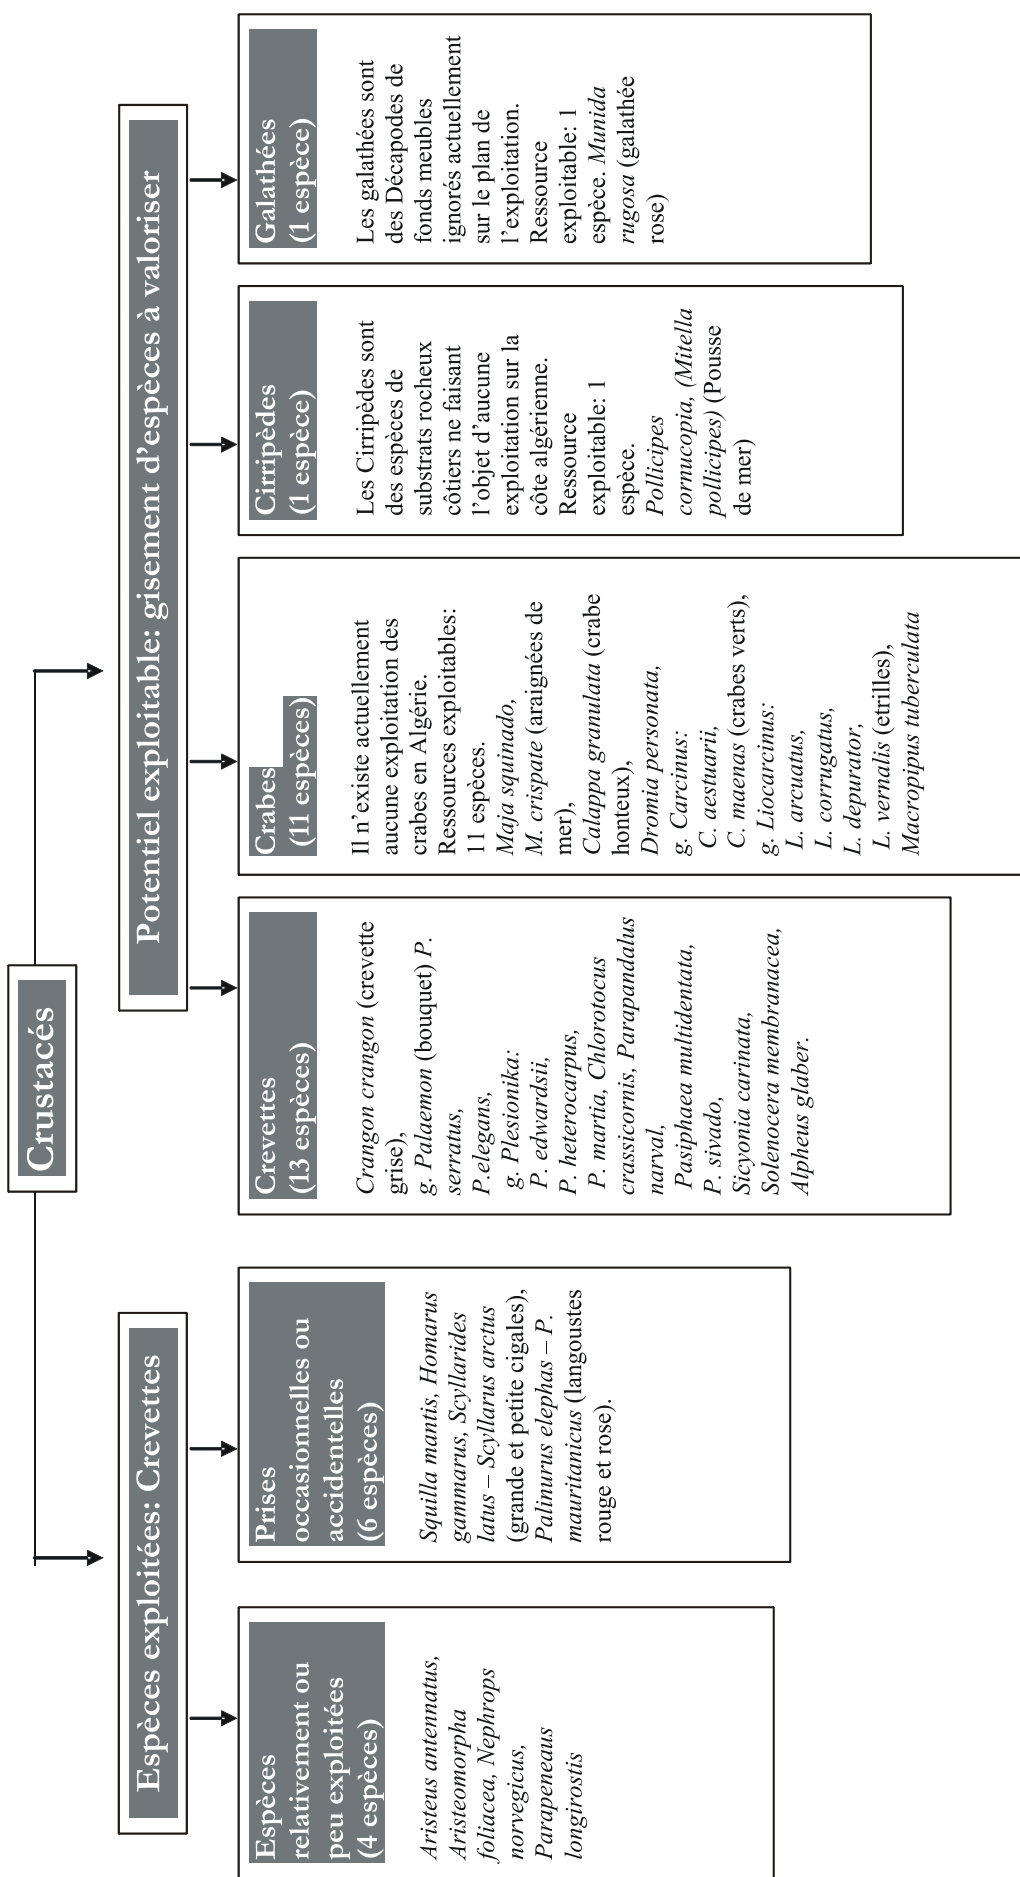 Crustacés
Espèces exploitées: Crevettes
Espèces
relativement ou
peu exploitées
(4 espèces)
Aristeus antennatus,
Aristeomorpha
foliacea, Nephrops
norvegicus,
Parapeneaus
longirostis
Prises
occasionnelles ou
accidentelles
(6 espèces)
Squilla mantis, Homarus
gammarus, Scyllarides
latus – Scyllarus arctus
(grande et petite cigales),
Palinurus elephas – P.
mauritanicus (langoustes
rouge et rose).
Potentiel exploitable: gisement d’espèces à valoriser
Crevettes
(13 espèces)
Crangon crangon (crevette
grise),
g. Palaemon (bouquet) P.
serratus,
P.elegans,
g. Plesionika:
P. edwardsii,
P. heterocarpus,
P. martia, Chlorotocus
crassicornis, Parapandalus
narval,
Pasiphaea multidentata,
P. sivado,
Sicyonia carinata,
Solenocera membranacea,
Alpheus glaber.
Crabes
(11 espèces)
Il n’existe actuellement
aucune exploitation des
crabes en Algérie.
Ressources exploitables:
11 espèces.
Maja squinado,
M. crispate (araignées de
mer),
Calappa granulata (crabe
honteux),
Dromia personata,
g. Carcinus:
C. aestuarii,
C. maenas (crabes verts),
g. Liocarcinus:
L. arcuatus,
L. corrugatus,
L. depurator,
L. vernalis (etrilles),
Macropipus tuberculata
Cirripèdes
(1 espèce)
Les Cirripèdes sont
des espèces de
substrats rocheux
côtiers ne faisant
l’objet d’aucune
exploitation sur la
côte algérienne.
Ressource
exploitable: 1
espèce.
Pollicipes
cornucopia, (Mitella
pollicipes) (Pousse
de mer)
Galathées
(1 espèce)
Les galathées sont
des Décapodes de
fonds meubles
ignorés actuellement
sur le plan de
l’exploitation.
Ressource
exploitable: 1
espèce. Munida
rugosa (galathée
rose)